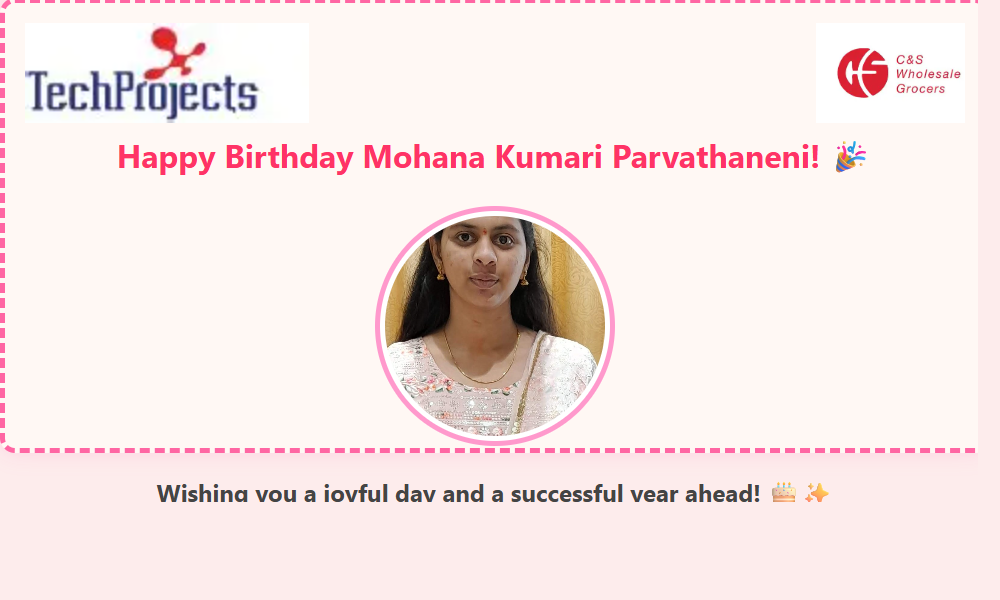 TechProjects
C&S
Wholesale
Grocers
Happy Birthday Mohana Kumari Parvathaneni! 🎉
Wishing you a joyful day and a successful year ahead! 🎂 ✨